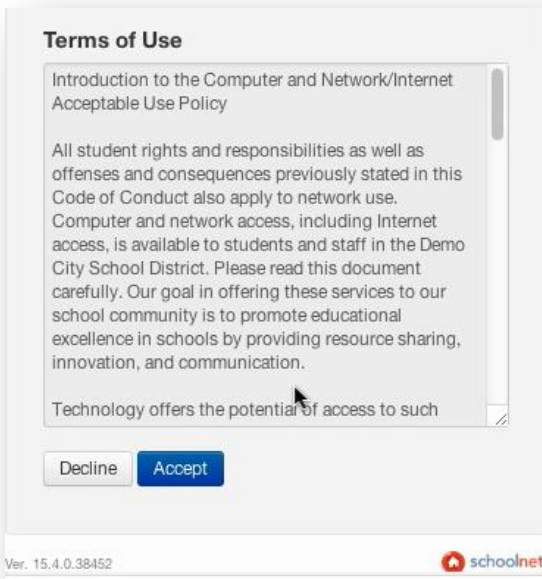 Terms of Use
Introduction to the Computer and Network/Internet
Acceptable Use Policy
All student rights and responsibilities as well as
offenses and consequences previously stated in this
Code of Conduct also apply to network use.
Computer and network access, including Internet
access, is available to students and staff in the Demo
City School District. Please read this document
carefully. Our goal in offering these services to our
school community is to promote educational
excellence in schools by providing resource sharing,
innovation, and communication.
Technology offers the potential of access to such
Decline
Accept
Ver. 15.4.0.38452
schoolnet